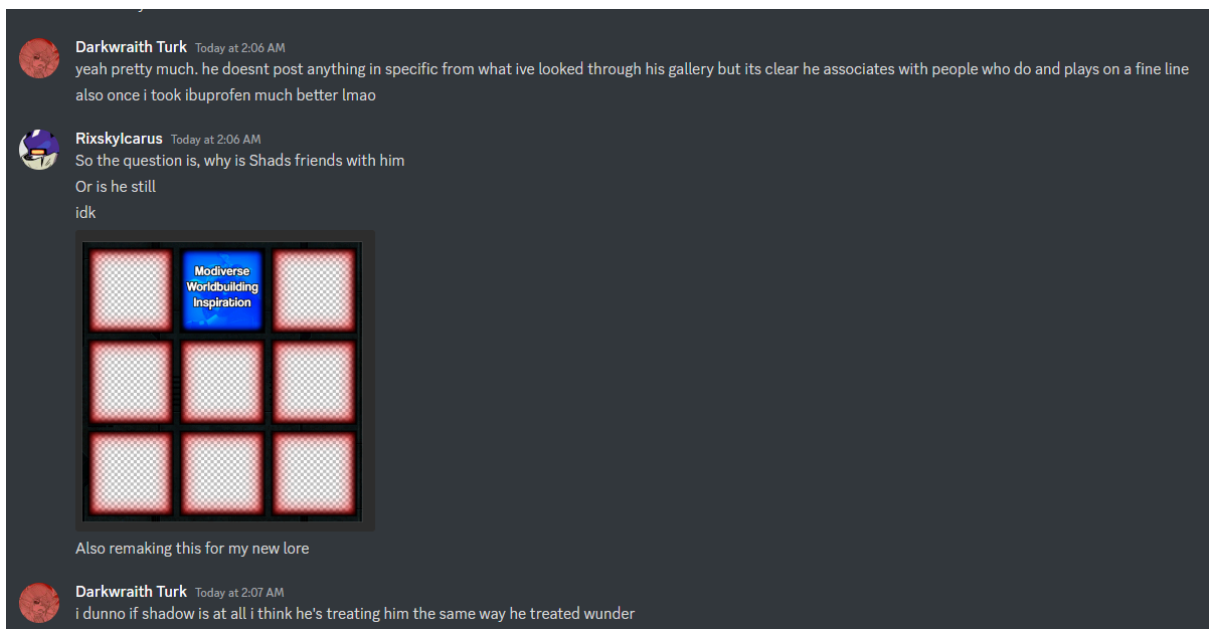 Darkwraith Turk Today at 2:06 AM
yeah pretty much. he doesnt post anything in specific from what ive looked through his gallery but its clear he associates with people who do and plays on a fine line
also once i took ibuprofen much better lmao
RixskyIcarus Today at 2:06 AM
So the question is, why is Shads friends with him
Or is he still
idk
Modiverse
Worldbuilding
Inspiration
Also remaking this for my new lore
Darkwraith Turk Today at 2:07 AM
i dunno if shadow is at all i think he's treating him the same way he treated wunder